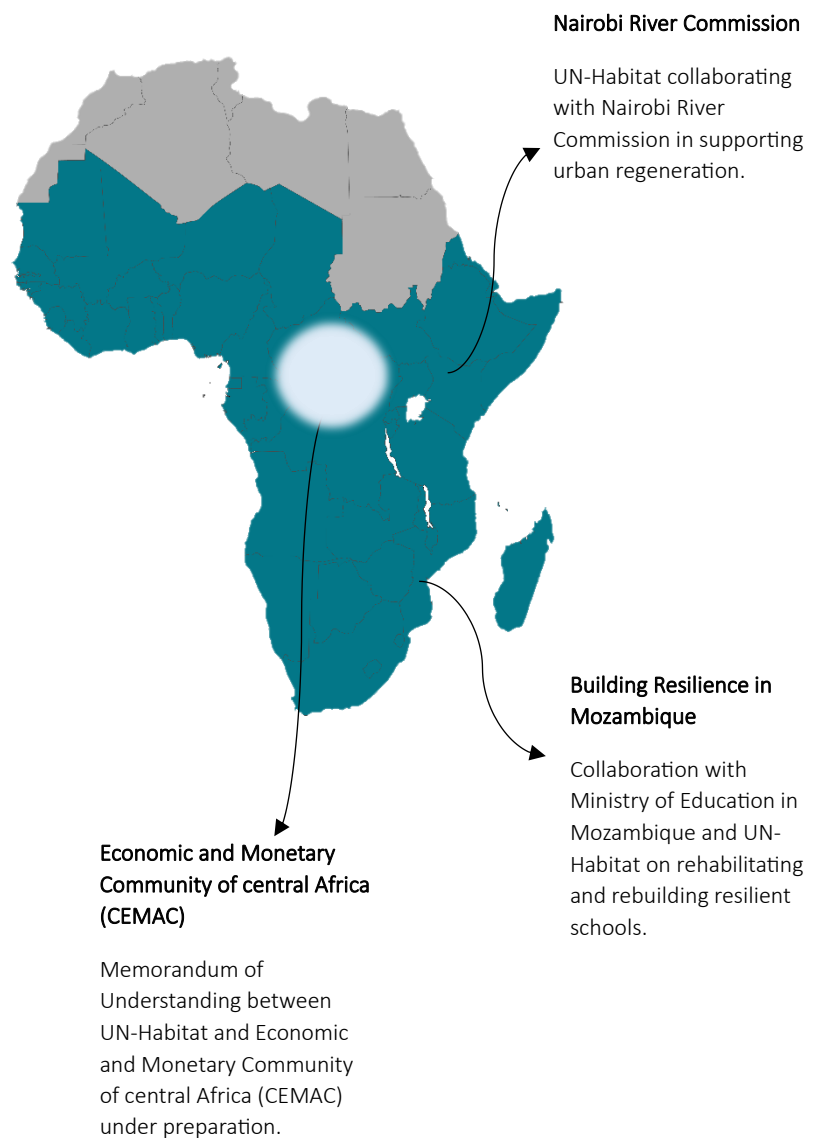 Nairobi River Commission
UN-Habitat collaborating
with Nairobi River
Commission in supporting
urban regeneration.
Building Resilience in
Mozambique
Collaboration with
Ministry of Education in
Mozambique and UN-
Habitat on rehabilitating
and rebuilding resilient
schools.
Economic and Monetary
Community of central Africa
(CEMAC)
Memorandum of
Understanding between
UN-Habitat and Economic
and Monetary Community
of central Africa (CEMAC)
under preparation.